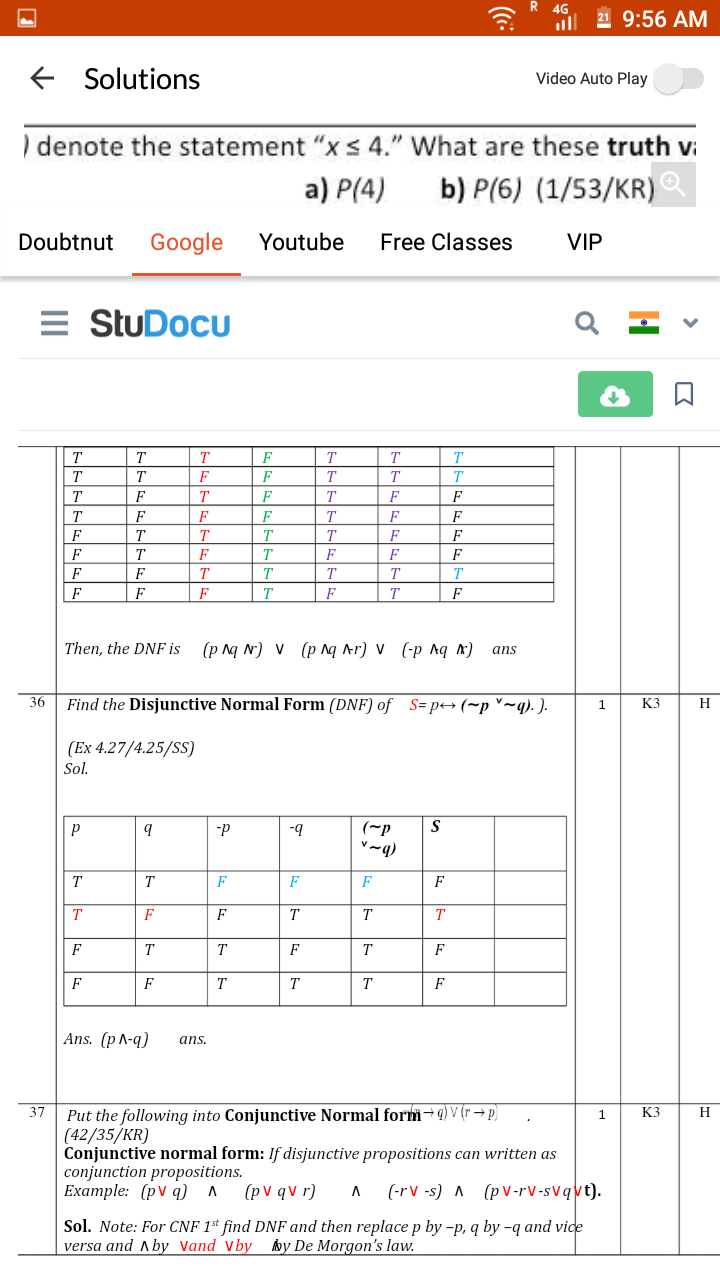 R 4G 21 9:56 AM
Solutions Video Auto Play
) denote the statement “x ≤ 4.” What are these truth va
a) P(4) b) P(6) (1/53/KR)
Doubtnut Google Youtube Free Classes VIP
StuDocu
T T T F T T T
T T F F T T T
T F T F T F F
T F F F T F F
F T T T T F F
F T F T F F F
F F T T T T T
F F F T F T F
Then, the DNF is (p ∧q ∧r) ∨ (p ∧q ∧-r) ∨ (-p ∧-q ∧r) ans
36 Find the Disjunctive Normal Form (DNF) of S= p↔ (~p ˅~q). ). 1 K3 H
(Ex 4.27/4.25/SS)
Sol.
p q -p -q (~p S
˅~q)
T T F F F F
T F F T T T
F T T F T F
F F T T T F
Ans. (p∧-q) ans.
37 Put the following into Conjunctive Normal form → q) ∨ (r → p) . 1 K3 H
(42/35/KR)
Conjunctive normal form: If disjunctive propositions can written as
conjunction propositions.
Example: (p∨ q) ∧ (p∨ q∨ r) ∧ (-r∨ -s) ∧ (p∨-r∨-s∨q∨t).
Sol. Note: For CNF 1st find DNF and then replace p by –p, q by –q and vice
versa and ∧by ∨and ∨by by De Morgon's law.